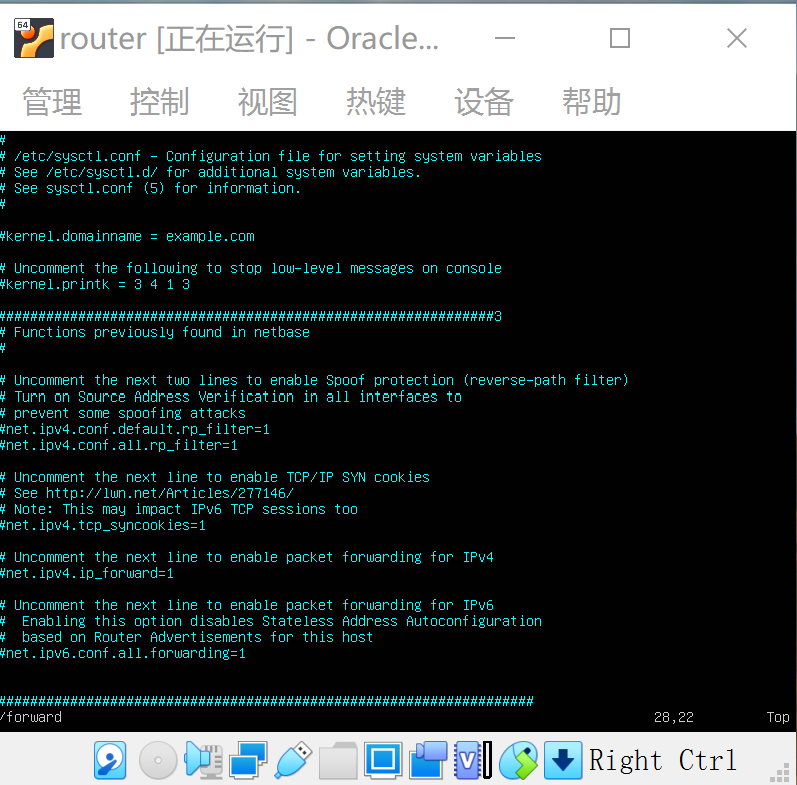 64
router [正在运行] - Oracle...
管理 控制 视图 热键 设备 帮助
#
# /etc/sysctl.conf - Configuration file for setting system variables
# See /etc/sysctl.d/ for additional system variables.
# See sysctl.conf (5) for information.
#
#kernel.domainname = example.com
# Uncomment the following to stop low-level messages on console
#kernel.printk = 3 4 1 3
##############################################################3
# Functions previously found in netbase
#
# Uncomment the next two lines to enable Spoof protection (reverse-path filter)
# Turn on Source Address Verification in all interfaces to
# prevent some spoofing attacks
#net.ipv4.conf.default.rp_filter=1
#net.ipv4.conf.all.rp_filter=1
# Uncomment the next line to enable TCP/IP SYN cookies
# See http://lwn.net/Articles/277146/
# Note: This may impact IPv6 TCP sessions too
#net.ipv4.tcp_syncookies=1
# Uncomment the next line to enable packet forwarding for IPv4
#net.ipv4.ip_forward=1
# Uncomment the next line to enable packet forwarding for IPv6
#  Enabling this option disables Stateless Address Autoconfiguration
#  based on Router Advertisements for this host
#net.ipv6.conf.all.forwarding=1
###################################################################
/forward 28,22 Top
V
Right Ctrl